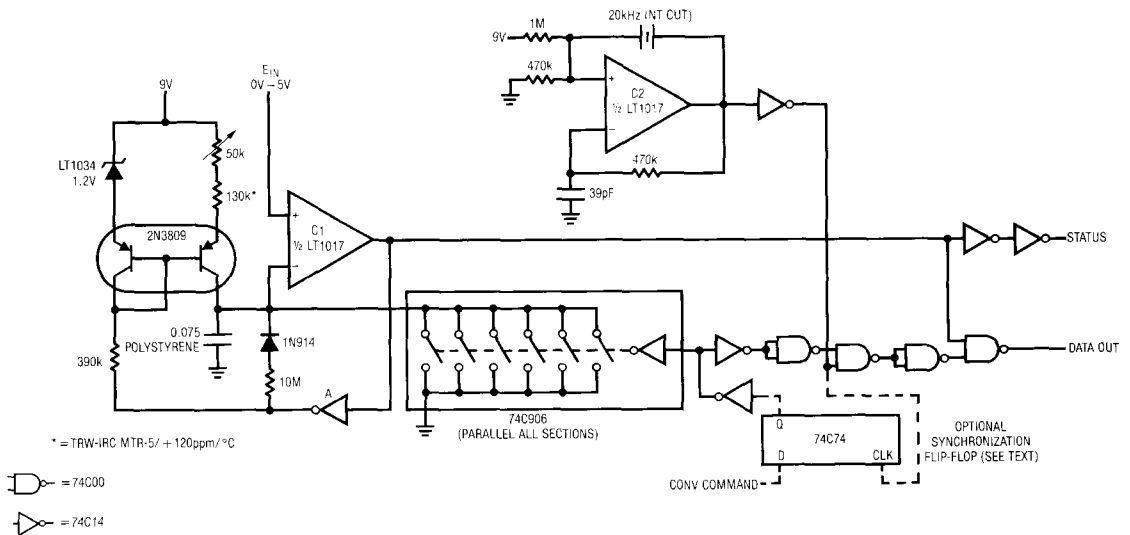 20kHz (NT CUT)
1M
9V
470k
+
C2
½ LT1017
−
470k
39pF
EIN
0V–5V
9V
50k
LT1034
1.2V
130k*
2N3809
+
C1
½ LT1017
−
STATUS
0.075
POLYSTYRENE
1N914
390k
10M
A
DATA OUT
74C906
(PARALLEL ALL SECTIONS)
Q
74C74
D
CLK
OPTIONAL
SYNCHRONIZATION
FLIP-FLOP (SEE TEXT)
CONV COMMAND
* = TRW-IRC MTR-5/ + 120ppm/°C
= 74C00
= 74C14